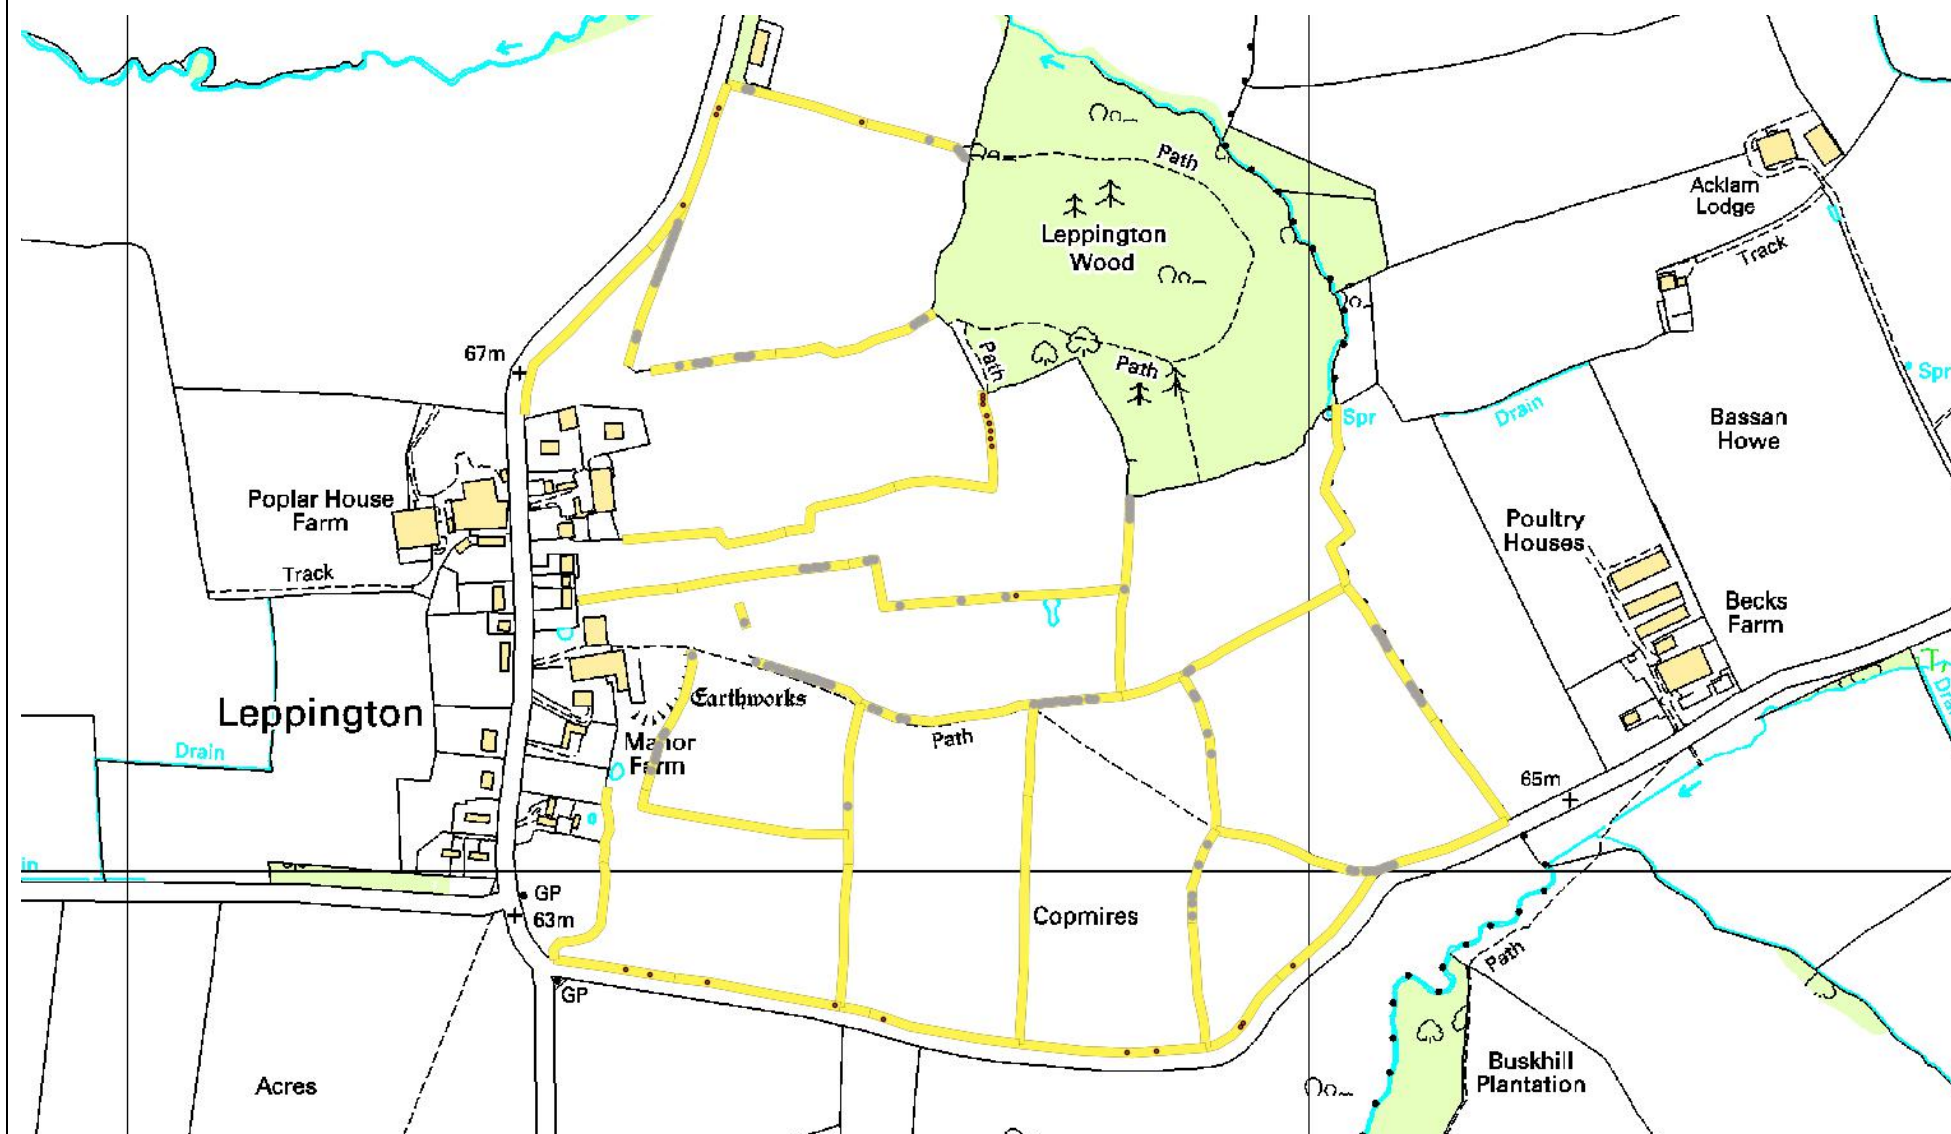 Path
Acklam
Lodge
Leppington
Wood
Track
67m
Path
Path
Spr
Spr
Drain
Bassan
Howe
Poplar House
Farm
Poultry
Houses
Track
Becks
Farm
Earthworks
Leppington
Manor
Farm
Path
Drain
65m
GP
63m
Copmires
Path
GP
Acres
Buskhill
Plantation